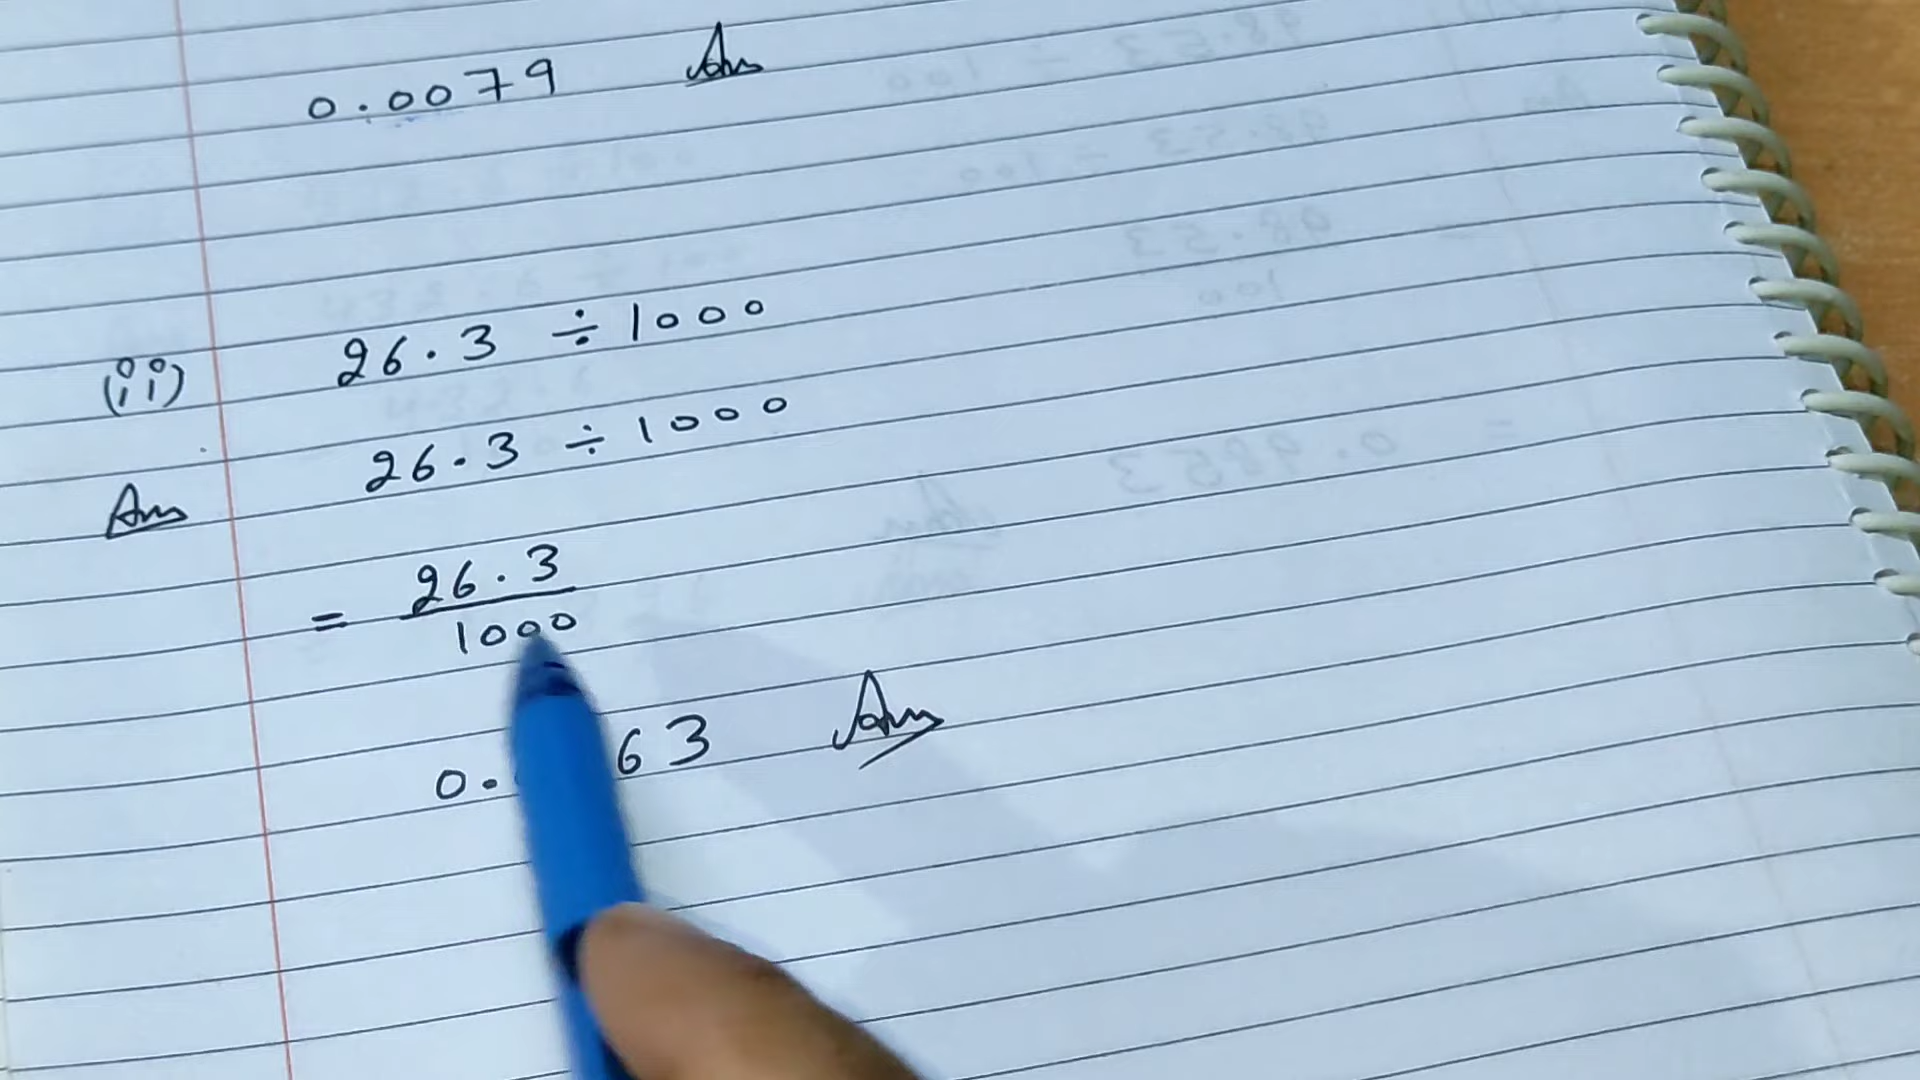 0.0079 Ans
(ii) 26.3 ÷ 1000
Ans 26.3 ÷ 1000
= 26.3
1000
0. 63 Ans